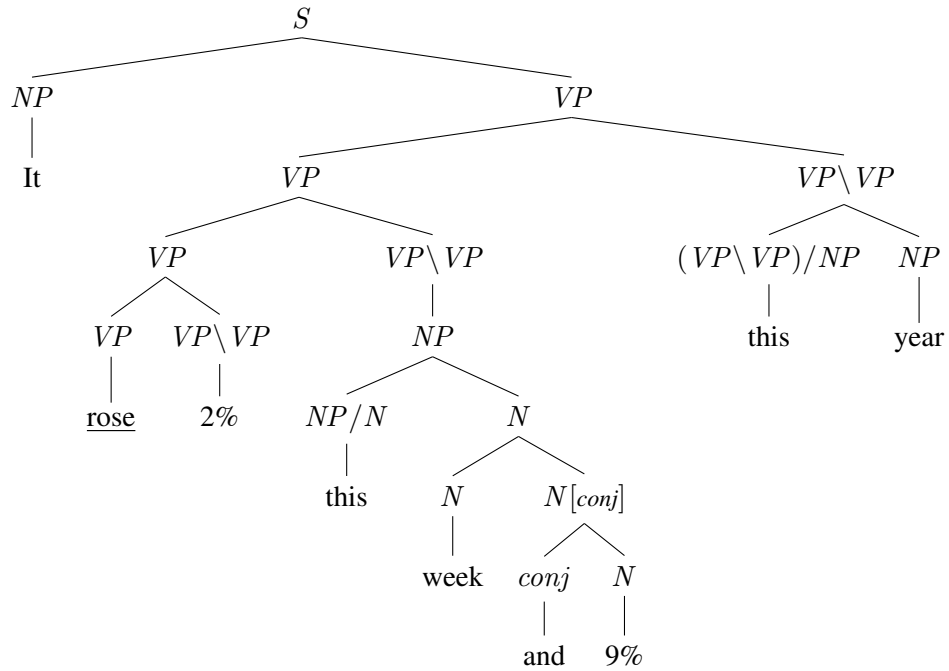 S
NP VP
It VP VP\VP
VP VP\VP (VP\VP)/NP NP
VP VP\VP NP this year
rose 2% NP/N N
this N N[conj]
week conj N
and 9%